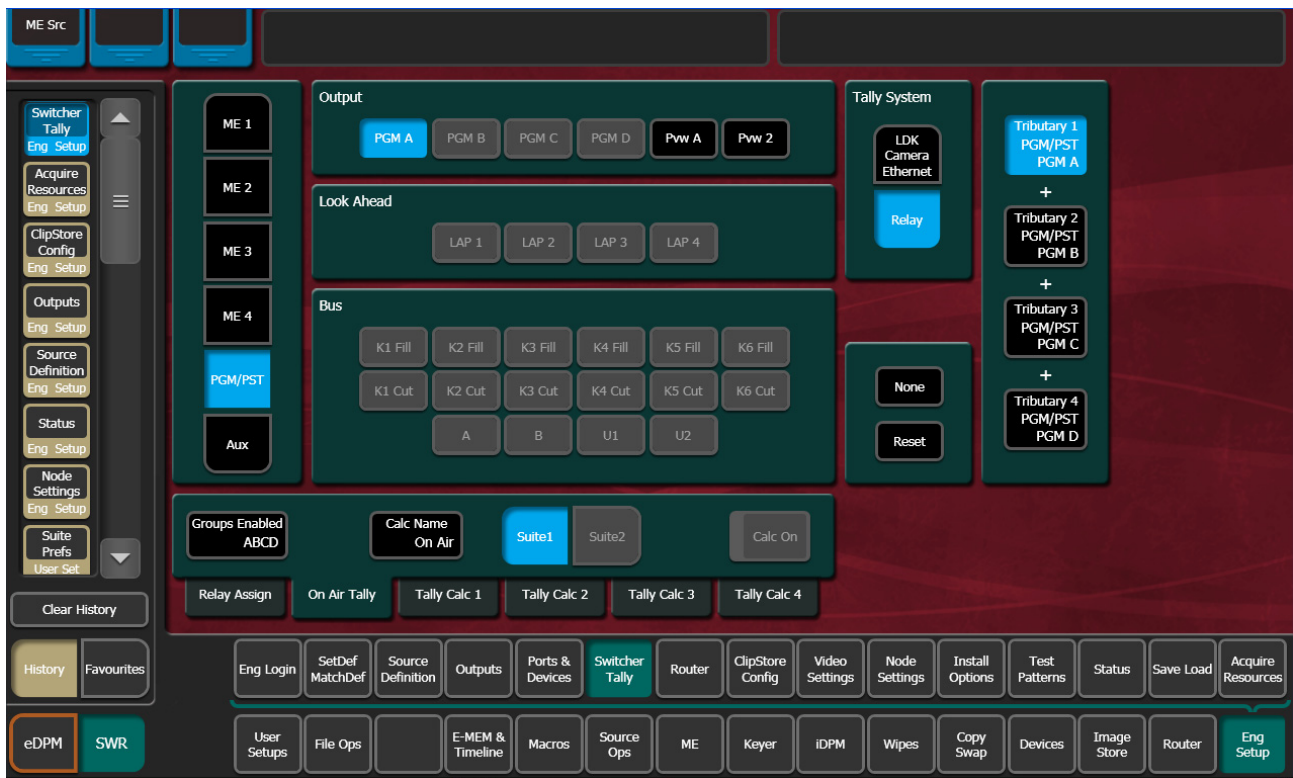 ME Src
Switcher
Tally
Eng Setup
Acquire
Resources
Eng Setup
ClipStore
Config
Eng Setup
Outputs
Eng Setup
Source
Definition
Eng Setup
Status
Eng Setup
Node
Settings
Eng Setup
Suite
Prefs
User Set
Clear History
History
Favourites
eDPM
SWR
ME 1
ME 2
ME 3
ME 4
PGM/PST
Aux
Output
PGM A
PGM B
PGM C
PGM D
Pvw A
Pvw 2
Look Ahead
LAP 1
LAP 2
LAP 3
LAP 4
Bus
K1 Fill
K2 Fill
K3 Fill
K4 Fill
K5 Fill
K6 Fill
K1 Cut
K2 Cut
K3 Cut
K4 Cut
K5 Cut
K6 Cut
A
B
U1
U2
Tally System
LDK
Camera
Ethernet
Relay
None
Reset
Tributary 1
PGM/PST
PGM A
+
Tributary 2
PGM/PST
PGM B
+
Tributary 3
PGM/PST
PGM C
+
Tributary 4
PGM/PST
PGM D
Groups Enabled
ABCD
Calc Name
On Air
Suite1
Suite2
Calc On
Relay Assign
On Air Tally
Tally Calc 1
Tally Calc 2
Tally Calc 3
Tally Calc 4
Eng Login
SetDef
MatchDef
Source
Definition
Outputs
Ports &
Devices
Switcher
Tally
Router
ClipStore
Config
Video
Settings
Node
Settings
Install
Options
Test
Patterns
Status
Save Load
Acquire
Resources
User
Setups
File Ops
E-MEM &
Timeline
Macros
Source
Ops
ME
Keyer
iDPM
Wipes
Copy
Swap
Devices
Image
Store
Router
Eng
Setup